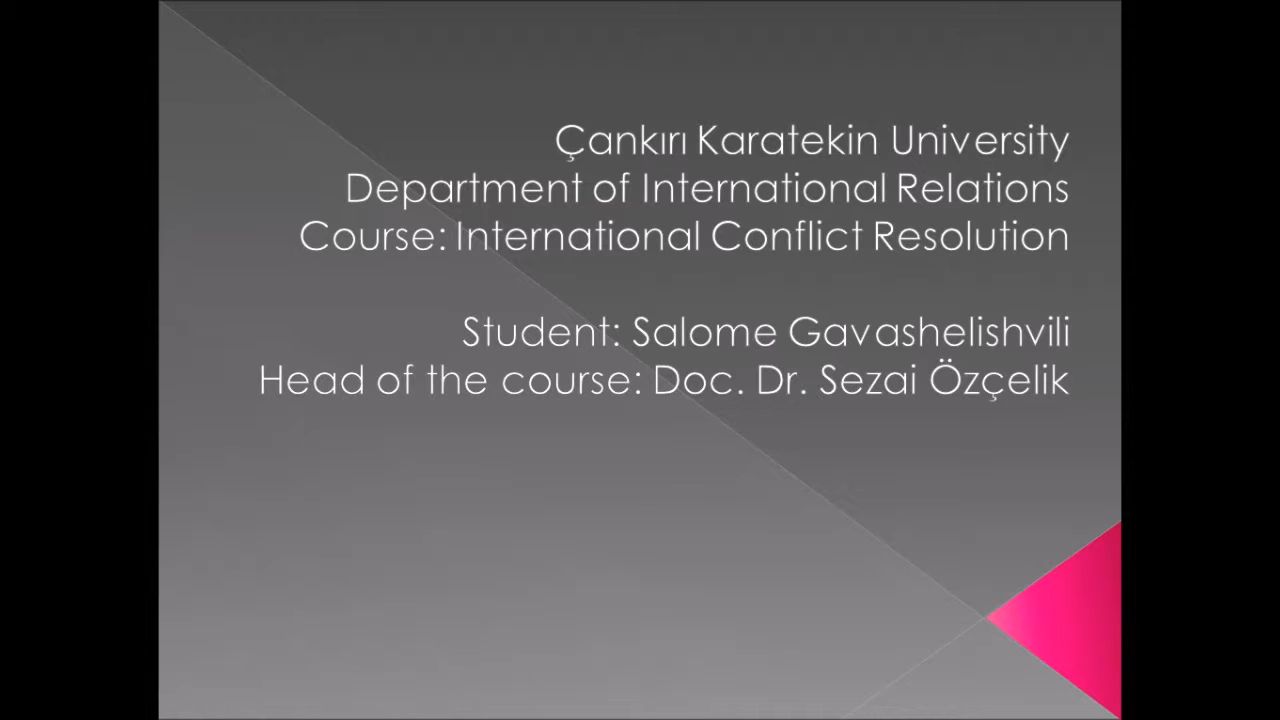 Çankırı Karatekin University
Department of International Relations
Course: International Conflict Resolution
Student: Salome Gavashelishvili
Head of the course: Doc. Dr. Sezai Özçelik